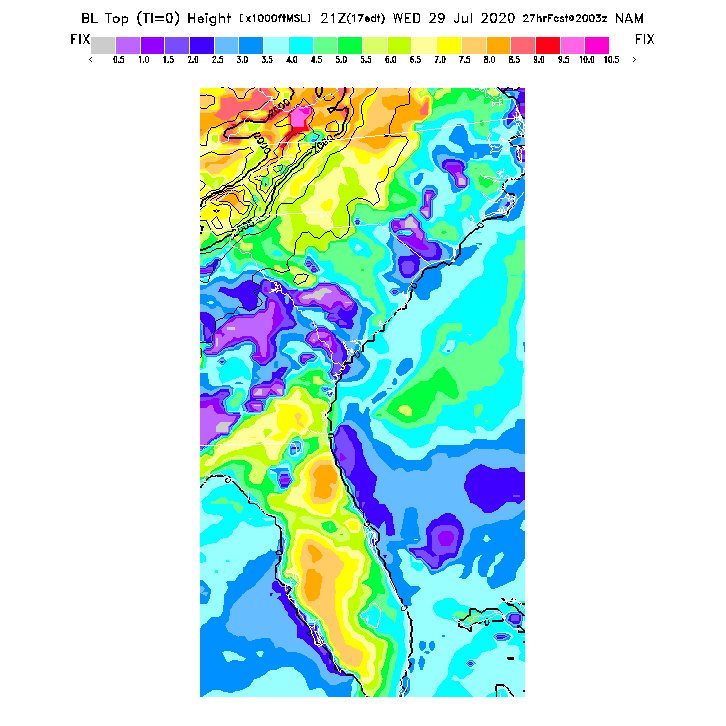 BL Top (TI=0) Height [x1000ftMSL] 21Z(17edt) WED 29 Jul 2020 27hrFcst@2003z NAM
FIX FIX
< 0.5 1.0 1.5 2.0 2.5 3.0 3.5 4.0 4.5 5.0 5.5 6.0 6.5 7.0 7.5 8.0 8.5 9.0 9.5 10.0 10.5 >
2000
2000
2000